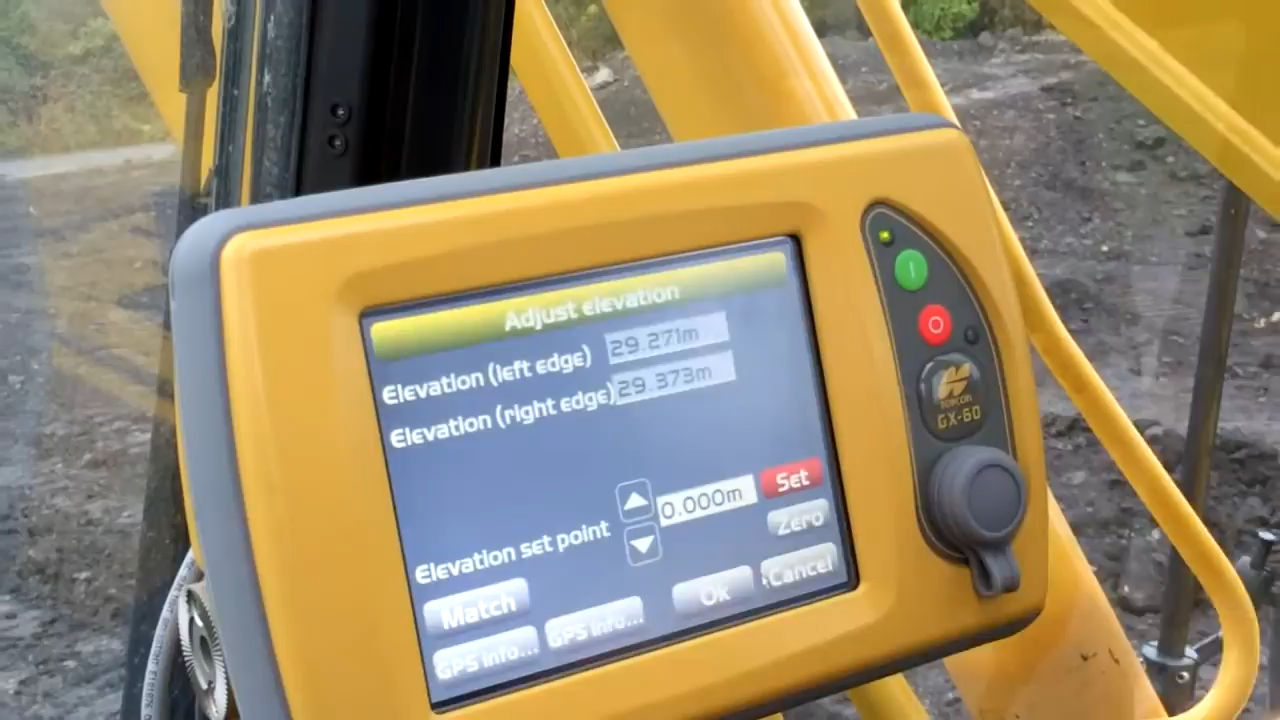 Adjust elevation
Elevation (left edge) 29.271m
Elevation (right edge) 29.373m
Elevation set point 0.000m Set
Zero
Match Ok Cancel
GPS info... GPS info...
TOPCON
GX-60